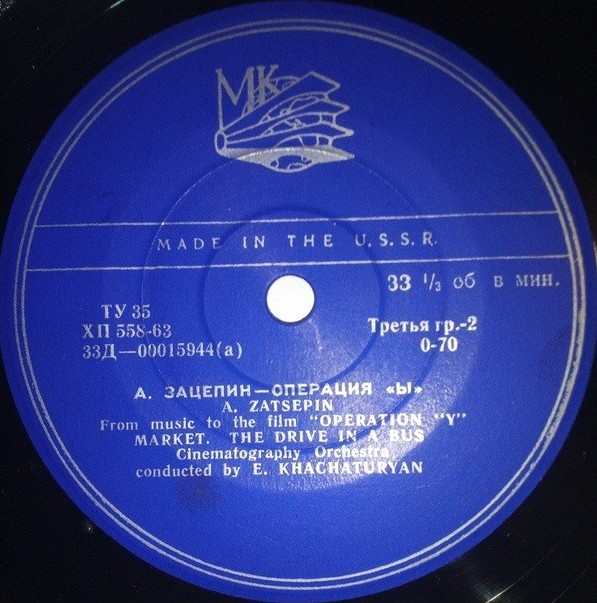 МК
MADE IN THE U.S.S.R.
33 1/3 об в мин.
ТУ 35
ХП 558-63
33Д—00015944(а)
Третья гр.-2
0-70
А. ЗАЦЕПИН—ОПЕРАЦИЯ «Ы»
A. ZATSEPIN
From music to the film "OPERATION "Y"
MARKET. THE DRIVE IN A BUS
Cinematography Orchestra
conducted by E. KHACHATURYAN